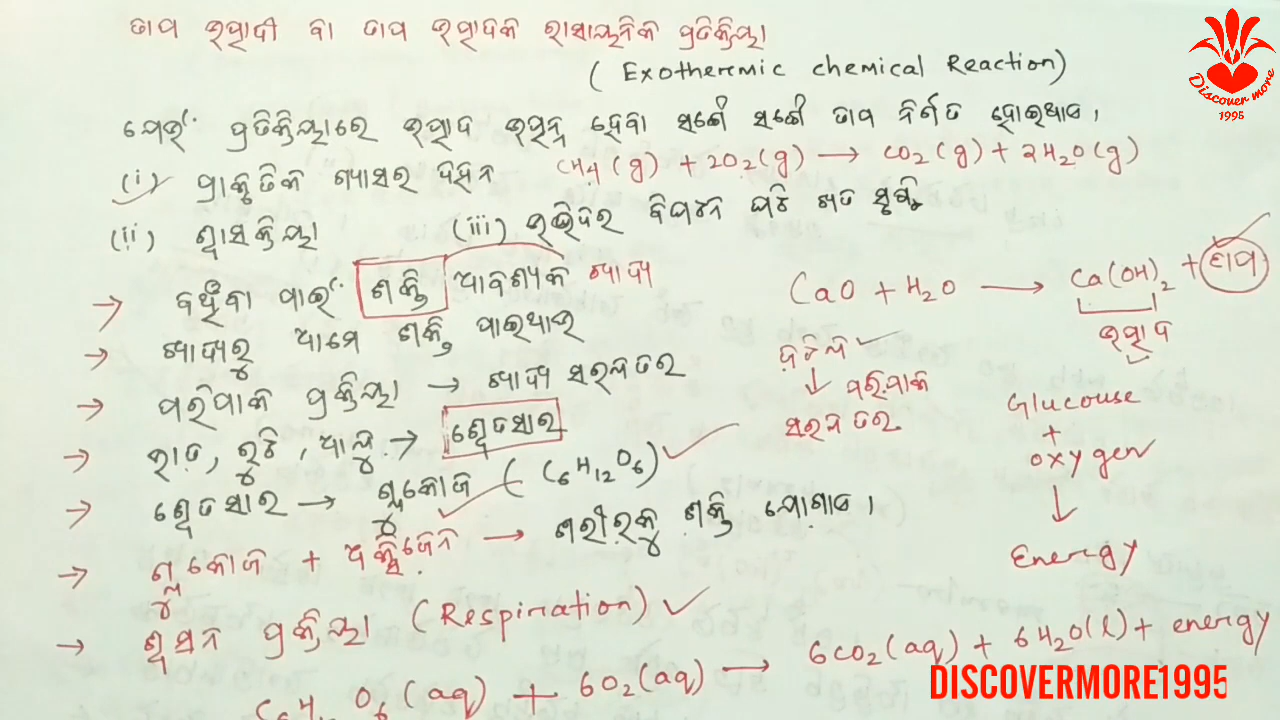 ତାପ ଉତ୍ପାଦୀ ବା ତାପ ଉତ୍ପାଦକ ରାସାୟନିକ ପ୍ରତିକ୍ରିୟା
(Exothermic chemical Reaction)
ଯେଉଁ ପ୍ରତିକ୍ରିୟାରେ ଉତ୍ପାଦ ଉତ୍ପନ୍ନ ହେବା ସଙ୍ଗେ ସଙ୍ଗେ ତାପ ନିର୍ଗତ ହୋଇଥାଏ।
(i) ପ୍ରାକୃତିକ ଗ୍ୟାସର ଦହନ CH4(g) + 2O2(g) → CO2(g) + 2H2O(g)
(ii) ଶ୍ୱାସକ୍ରିୟା (iii) ଉଦ୍ଭିଦର ବିଘଟନ ଘଟି ଖତ ସୃଷ୍ଟି
→ ବଞ୍ଚିବା ପାଇଁ ଶକ୍ତି ଆବଶ୍ୟକ ଖାଦ୍ୟ
→ ଖାଦ୍ୟରୁ ଆମେ ଶକ୍ତି ପାଇଥାଉ
→ ପରିପାକ ପ୍ରକ୍ରିୟା → ଖାଦ୍ୟ ସରଳତର
→ ଭାତ, ରୁଟି, ଆଳୁ → ଶ୍ୱେତସାର
→ ଶ୍ୱେତସାର → ଗ୍ଲୁକୋଜ (C6H12O6)
→ ଗ୍ଲୁକୋଜ + ଅକ୍ସିଜେନ → ଶରୀରକୁ ଶକ୍ତି ଯୋଗାଏ।
→ ଶ୍ୱସନ ପ୍ରକ୍ରିୟା (Respiration)
O6(aq) + 6O2(aq) → 6CO2(aq) + 6H2O(l) + energy
CaO + H2O → Ca(OH)2 + ତାପ
ଉତ୍ପାଦ
ଜଟିଳ
↓ ପରିପାକ
ସରଳତର
Glucouse
+
oxygen
↓
Energy
Discover more
1995
DISCOVERMORE1995